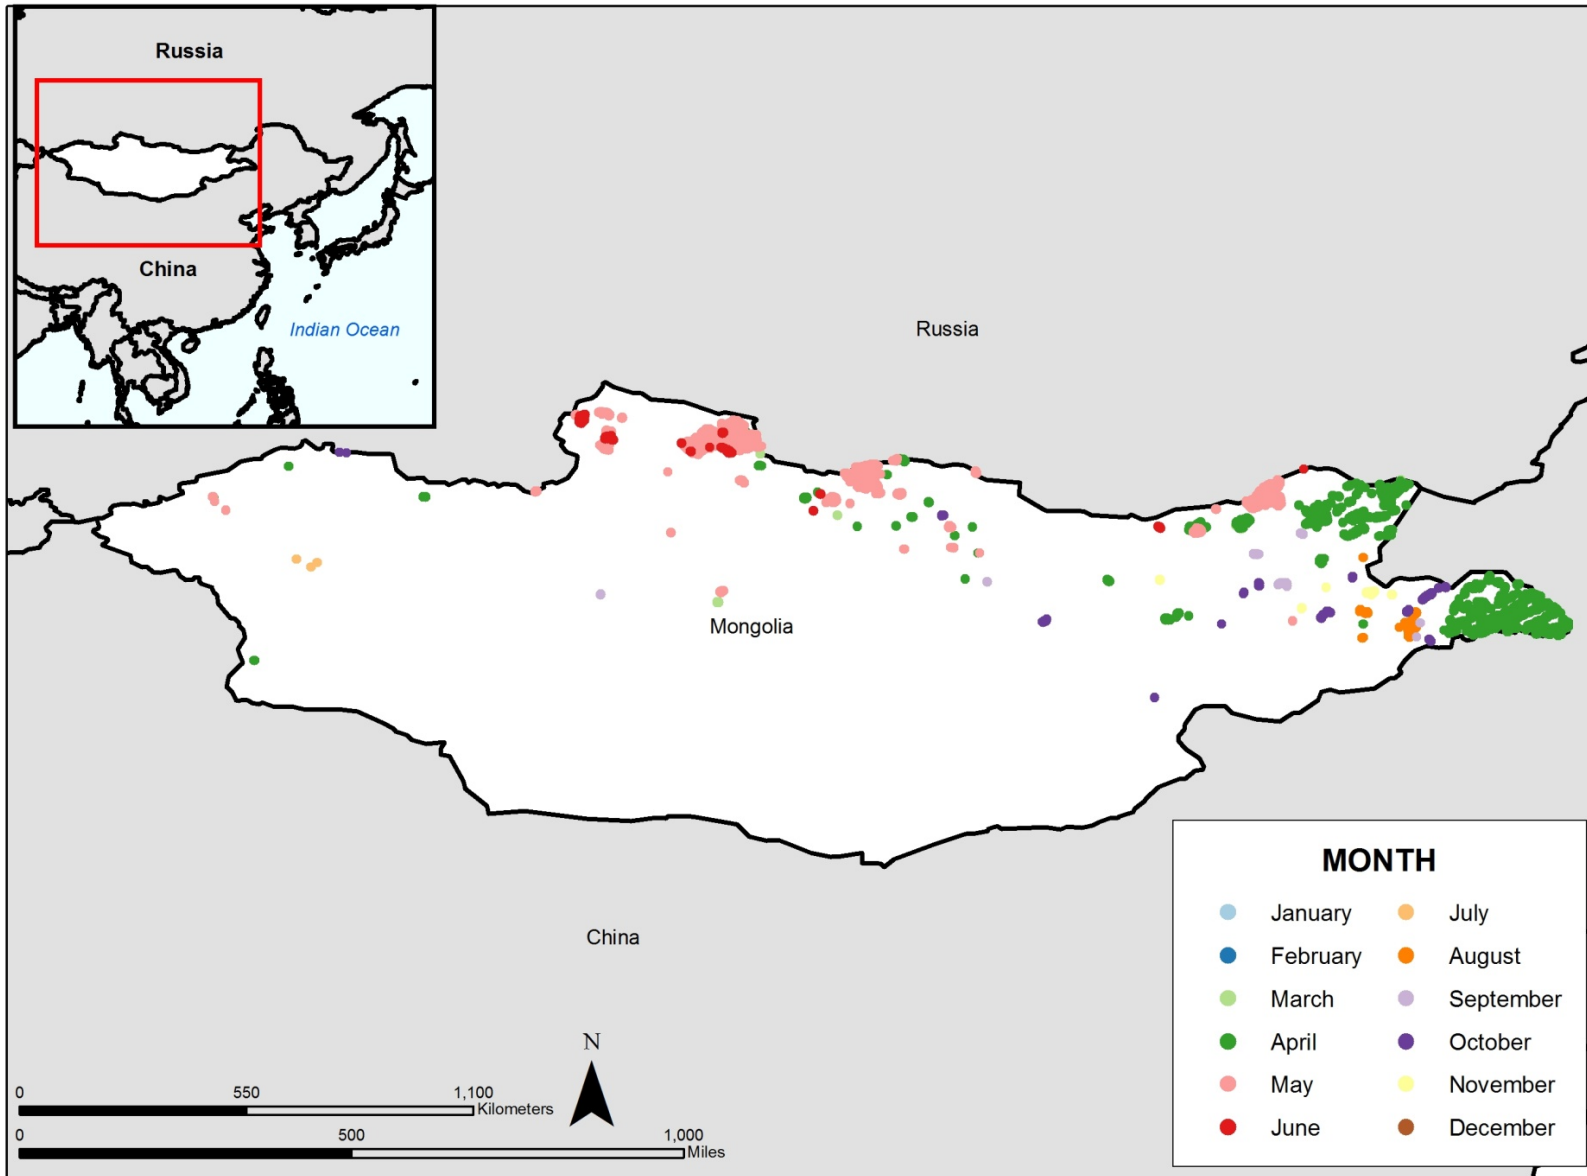 Russia
China
Indian Ocean
Russia
Mongolia
China
N
0 550 1,100
Kilometers
0 500 1,000
Miles
MONTH
January July
February August
March September
April October
May November
June December